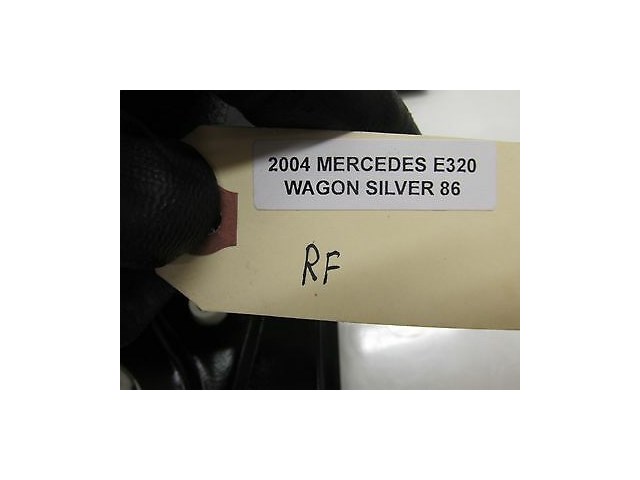 2004 MERCEDES E320
WAGON SILVER 86
RF